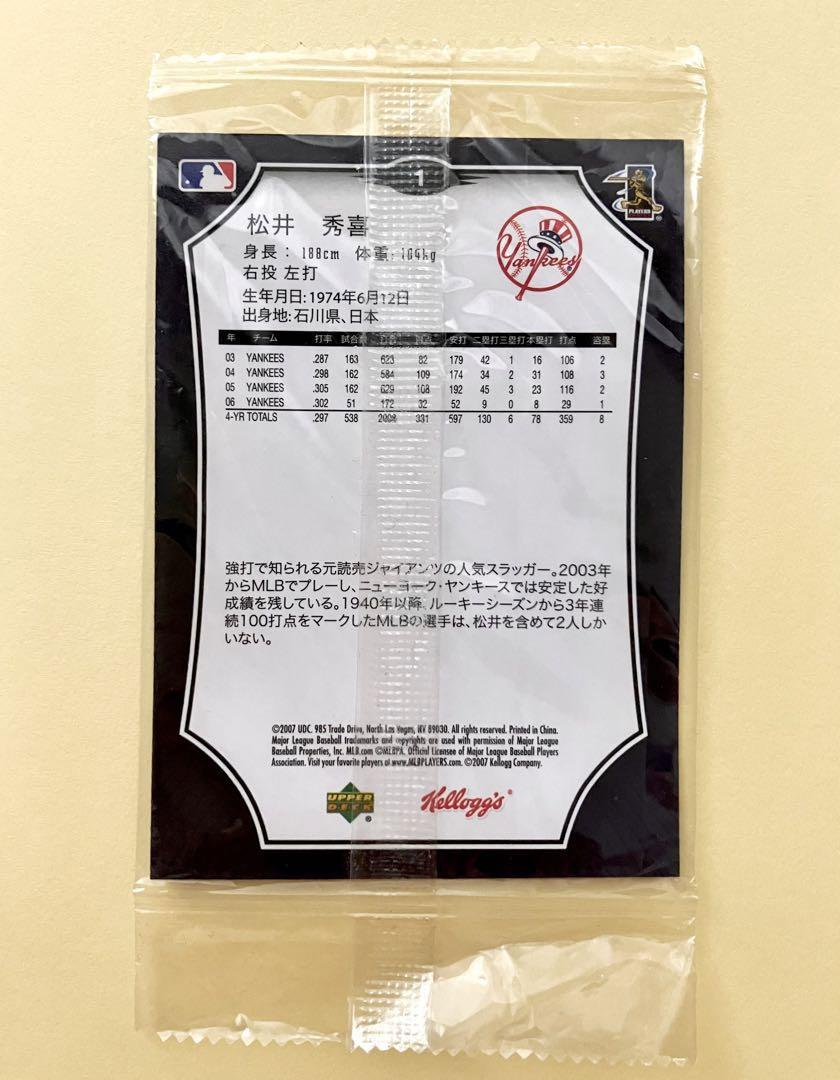 1
PLAYERS
松井 秀喜
Yankees
身長: 188cm 体重: 104kg
右投 左打
生年月日:1974年6月12日
出身地:石川県、日本
年 チーム 打率 試合数 打数 得点 安打 二塁打 三塁打 本塁打 打点 盗塁
03 YANKEES .287 163 623 82 179 42 1 16 106 2
04 YANKEES .298 162 584 109 174 34 2 31 108 3
05 YANKEES .305 162 629 108 192 45 3 23 116 2
06 YANKEES .302 51 172 32 52 9 0 8 29 1
4-YR TOTALS .297 538 2008 331 597 130 6 78 359 8
強打で知られる元読売ジャイアンツの人気スラッガー。2003年
からMLBでプレーし、ニューヨーク・ヤンキースでは安定した好
成績を残している。1940年以降、ルーキーシーズンから3年連
続100打点をマークしたMLBの選手は、松井を含めて2人しか
いない。
©2007 UDC. 985 Trade Drive, North Las Vegas, NV 89030. All rights reserved. Printed in China.
Major League Baseball trademarks and copyrights are used with permission of Major League
Baseball Properties, Inc. MLB.com ©MLBPA. Official Licensee of Major League Baseball Players
Association. Visit your favorite players at www.MLBPLAYERS.com. ©2007 Kellogg Company.
UPPER DECK® Kellogg's®